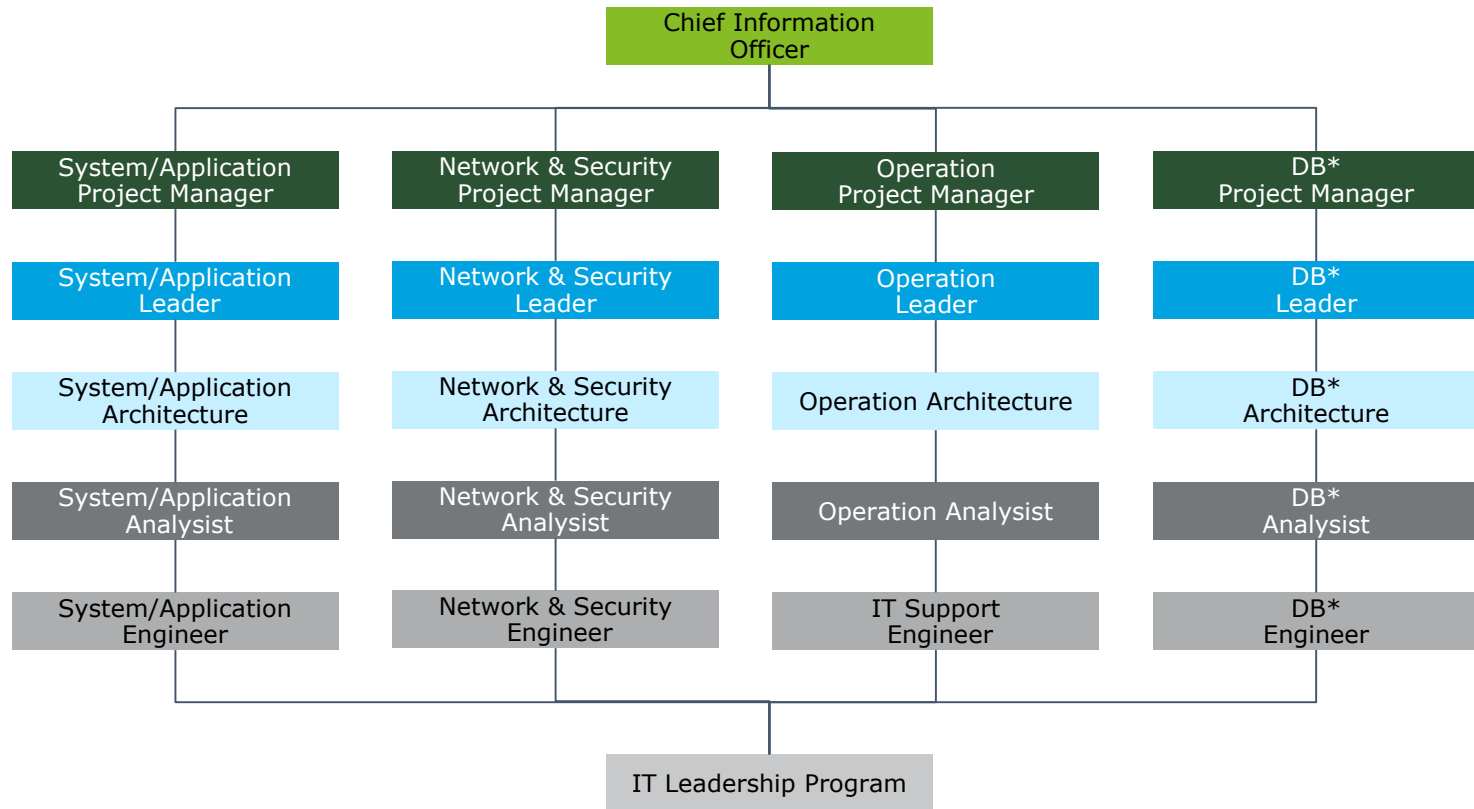 Chief Information
Officer
System/Application
Project Manager
Network & Security
Project Manager
Operation
Project Manager
DB*
Project Manager
System/Application
Leader
Network & Security
Leader
Operation
Leader
DB*
Leader
System/Application
Architecture
Network & Security
Architecture
Operation Architecture
DB*
Architecture
System/Application
Analysist
Network & Security
Analysist
Operation Analysist
DB*
Analysist
System/Application
Engineer
Network & Security
Engineer
IT Support
Engineer
DB*
Engineer
IT Leadership Program